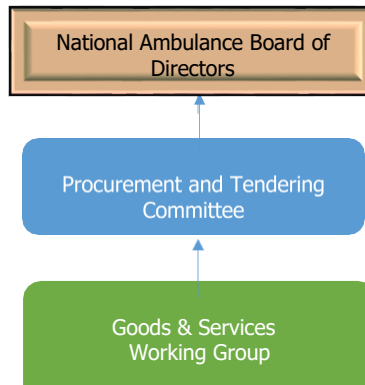 National Ambulance Board of
Directors
Procurement and Tendering
Committee
Goods & Services
Working Group